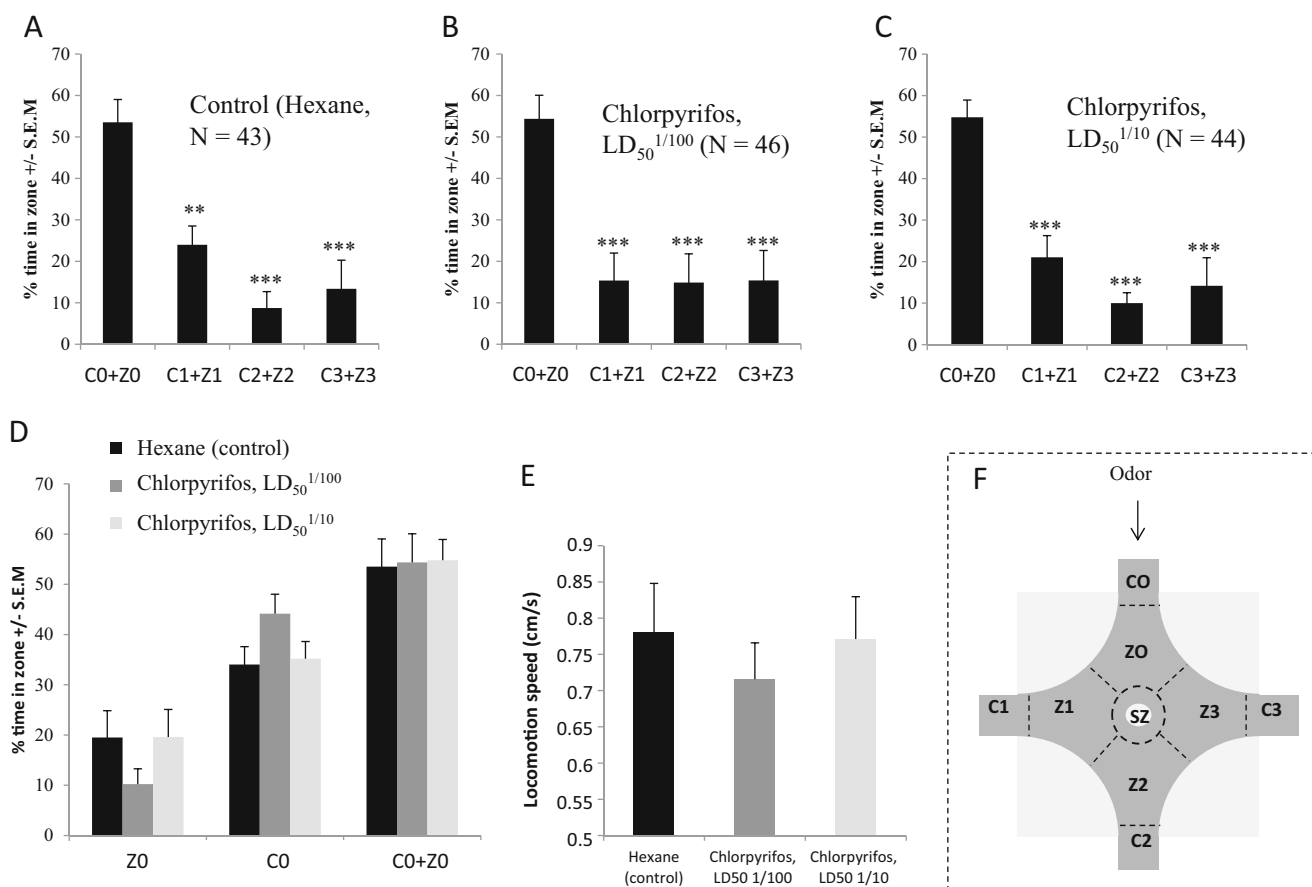 A
% time in zone +/- S.E.M
70
60
50
40
30
20
10
0
Control (Hexane,
N = 43)
**
***
***
C0+Z0 C1+Z1 C2+Z2 C3+Z3
B
% time in zone +/- S.EM
70
60
50
40
30
20
10
0
Chlorpyrifos,
LD50 1/100 (N = 46)
*** *** ***
C0+Z0 C1+Z1 C2+Z2 C3+Z3
C
% time in zone +/- S.E.M
70
60
50
40
30
20
10
0
Chlorpyrifos,
LD50 1/10 (N = 44)
***
***
***
C0+Z0 C1+Z1 C2+Z2 C3+Z3
D
Hexane (control)
Chlorpyrifos, LD50 1/100
Chlorpyrifos, LD50 1/10
% time in zone +/- S.E.M
70
60
50
40
30
20
10
0
Z0 C0 C0+Z0
E
Locomotion speed (cm/s)
0.9
0.85
0.8
0.75
0.7
0.65
0.6
0.55
0.5
Hexane
(control)
Chlorpyrifos,
LD50 1/100
Chlorpyrifos,
LD50 1/10
F
Odor
CO
ZO
C1 Z1 SZ Z3 C3
Z2
C2